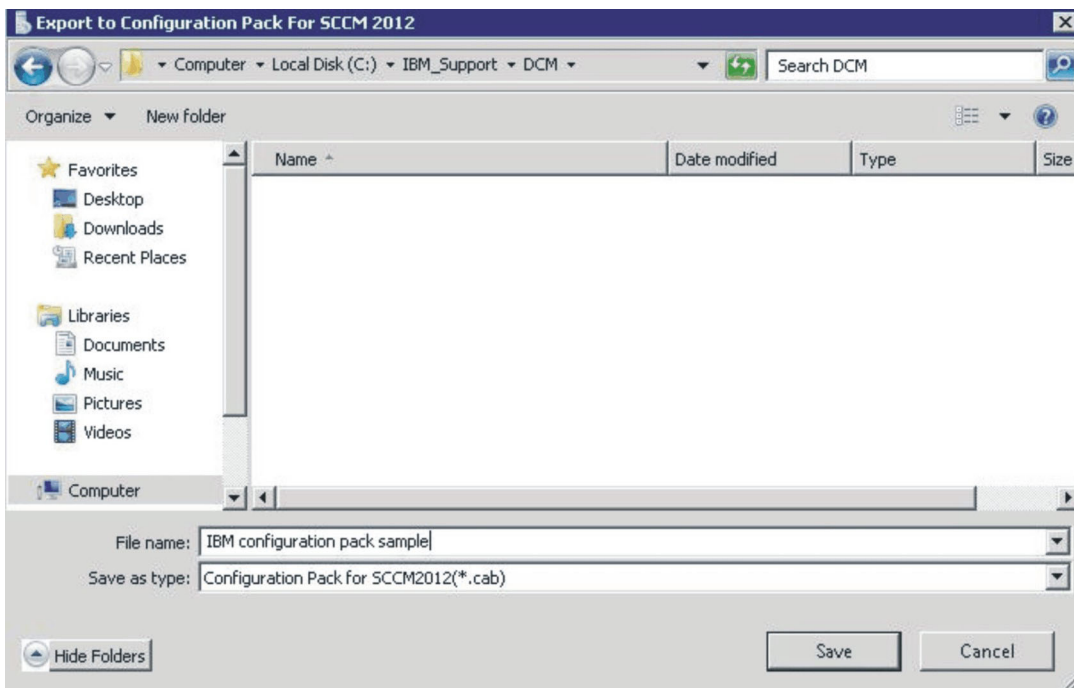 Export to Configuration Pack For SCCM 2012
Computer Local Disk (C:) IBM_Support DCM
Search DCM
Organize New folder
Name Date modified Type Size
Favorites
Desktop
Downloads
Recent Places
Libraries
Documents
Music
Pictures
Videos
Computer
File name: IBM configuration pack sample
Save as type: Configuration Pack for SCCM2012(*.cab)
Hide Folders Save Cancel